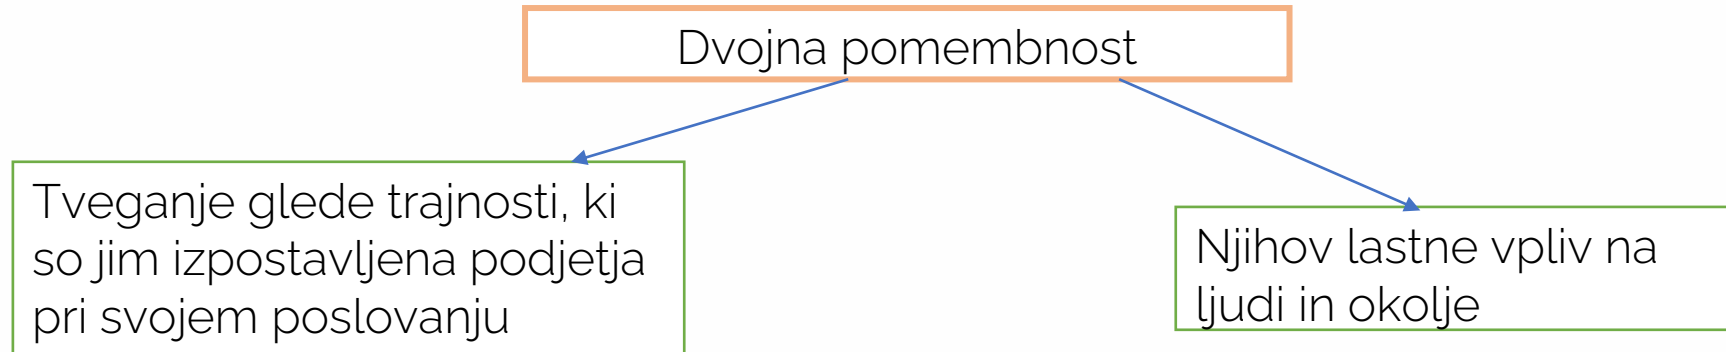 Dvojna pomembnost
Tveganje glede trajnosti, ki
so jim izpostavljena podjetja
pri svojem poslovanju
Njihov lastne vpliv na
ljudi in okolje